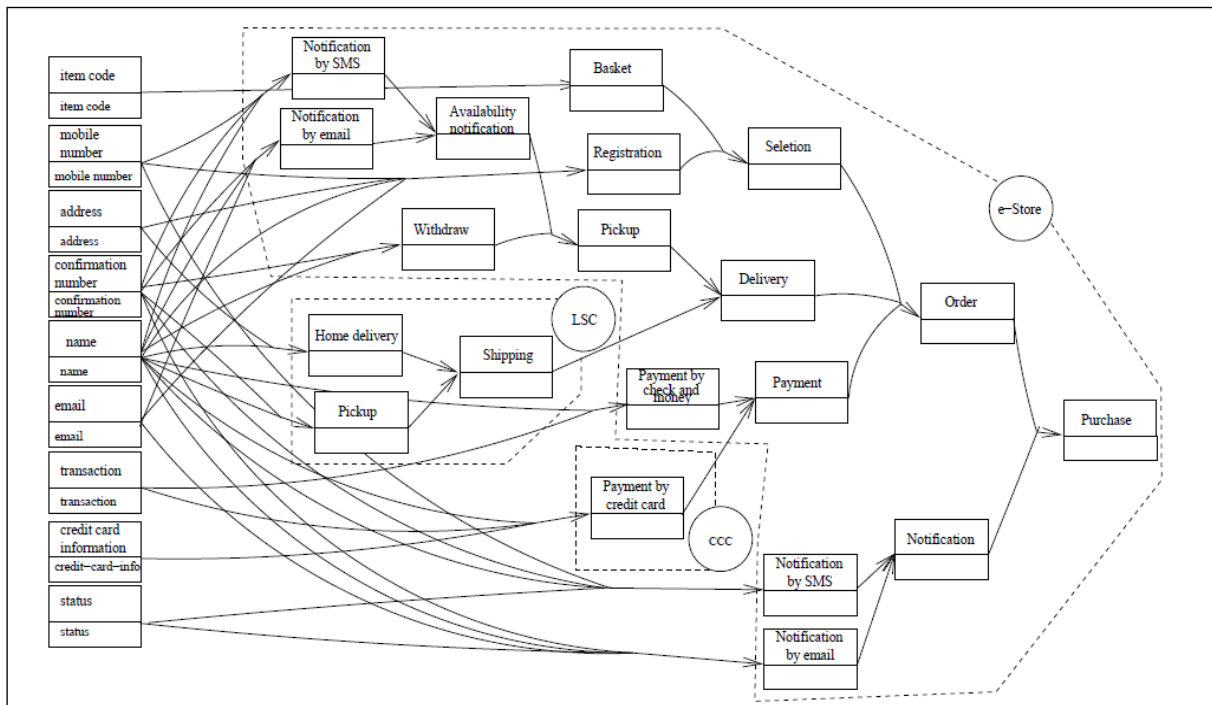 item code
item code
mobile
number
mobile number
address
address
confirmation
number
confirmation
number
name
name
email
email
transaction
transaction
credit card
information
credit-card-info
status
status
Notification
by SMS
Notification
by email
Availability
notification
Basket
Registration
Seletion
Withdraw
Pickup
e-Store
Delivery
Order
LSC
Home delivery
Shipping
Pickup
Payment by
check and
money
Payment
Purchase
Payment by
credit card
CCC
Notification
Notification
by SMS
Notification
by email